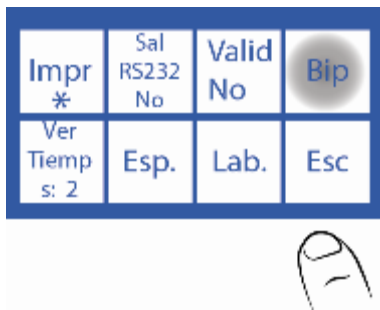 Impr
*
Sal
RS232
No
Valid
No
Bip
Ver
Tiemp
s: 2
Esp.
Lab.
Esc